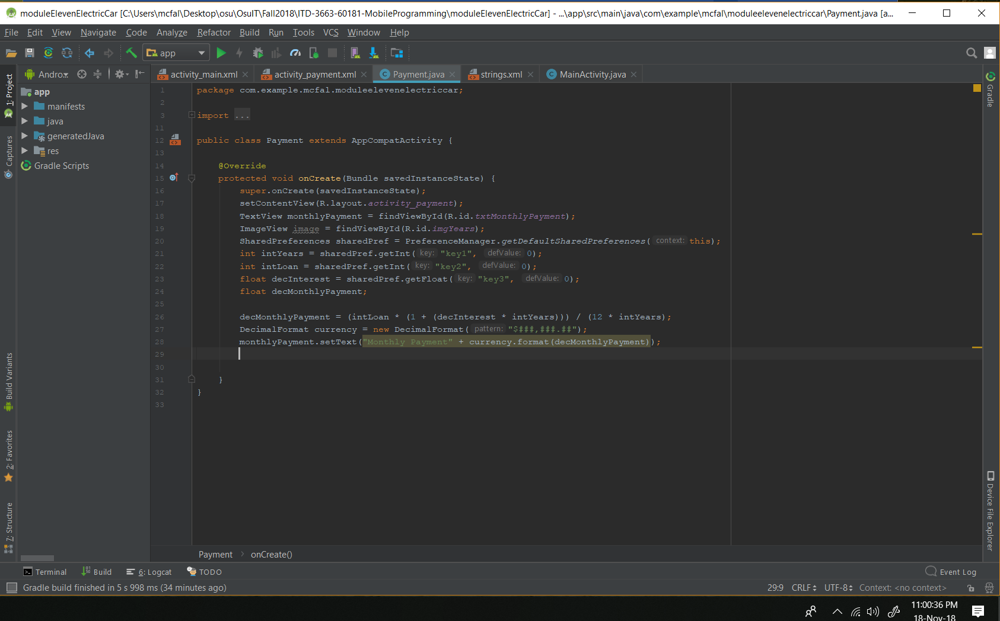 moduleElevenElectricCar [C:\Users\mcfal\Desktop\osu\OsuIT\Fall2018\ITD-3663-60181-MobileProgramming\moduleElevenElectricCar] - ...\app\src\main\java\com\example\mcfal\moduleelevenelectriccar\Payment.java [a...
File Edit View Navigate Code Analyze Refactor Build Run Tools VCS Window Help
app
Andro...
activity_main.xml activity_payment.xml Payment.java strings.xml MainActivity.java
1: Project
Captures
Build Variants
2: Favorites
7: Structure
app
manifests
java
generatedJava
res
Gradle Scripts
1 package com.example.mcfal.moduleelevenelectriccar;
2
3 import ...
11
12 public class Payment extends AppCompatActivity {
13
14 @Override
15 protected void onCreate(Bundle savedInstanceState) {
16 super.onCreate(savedInstanceState);
17 setContentView(R.layout.activity_payment);
18 TextView monthlyPayment = findViewById(R.id.txtMonthlyPayment);
19 ImageView image = findViewById(R.id.imgYears);
20 SharedPreferences sharedPref = PreferenceManager.getDefaultSharedPreferences( context: this);
21 int intYears = sharedPref.getInt( key: "key1", defValue: 0);
22 int intLoan = sharedPref.getInt( key: "key2", defValue: 0);
23 float decInterest = sharedPref.getFloat( key: "key3", defValue: 0);
24 float decMonthlyPayment;
25
26 decMonthlyPayment = (intLoan * (1 + (decInterest * intYears))) / (12 * intYears);
27 DecimalFormat currency = new DecimalFormat( pattern: "$###,###.##");
28 monthlyPayment.setText("Monthly Payment" + currency.format(decMonthlyPayment));
29
30
31 }
32 }
33
Gradle
Device File Explorer
Payment > onCreate()
Terminal Build 6: Logcat TODO Event Log
Gradle build finished in 5 s 998 ms (34 minutes ago) 29:9 CRLF UTF-8 Context: <no context>
11:00:36 PM
18-Nov-18